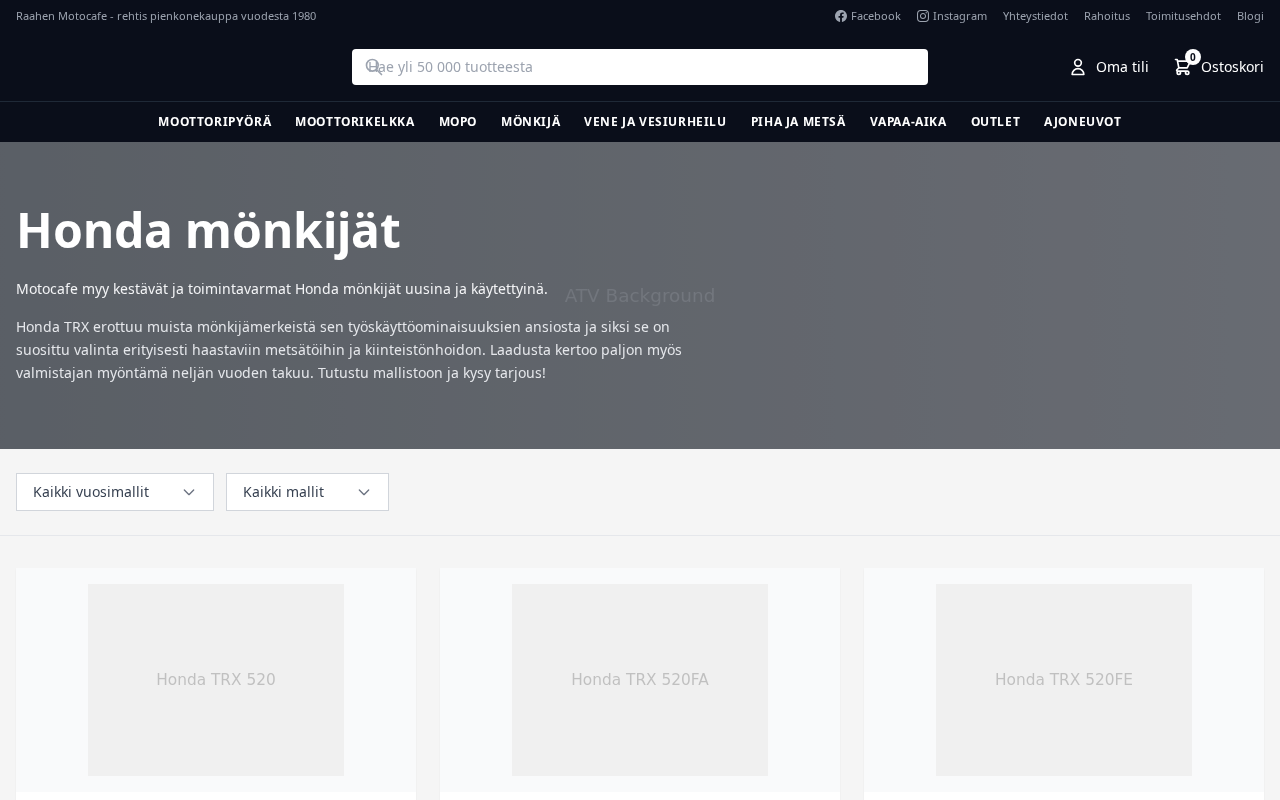 Raahen Motocafe - rehtis pienkonekauppa vuodesta 1980
Facebook
Instagram
Yhteystiedot
Rahoitus
Toimitusehdot
Blogi
Hae yli 50 000 tuotteesta
Oma tili
0
Ostoskori
MOOTTORIPYÖRÄ
MOOTTORIKELKKA
MOPO
MÖNKIJÄ
VENE JA VESIURHEILU
PIHA JA METSÄ
VAPAA-AIKA
OUTLET
AJONEUVOT
Honda mönkijät
Motocafe myy kestävät ja toimintavarmat Honda mönkijät uusina ja käytettyinä.
ATV Background
Honda TRX erottuu muista mönkijämerkeistä sen työskäyttöominaisuuksien ansiosta ja siksi se on
suosittu valinta erityisesti haastaviin metsätöihin ja kiinteistönhoidon. Laadusta kertoo paljon myös
valmistajan myöntämä neljän vuoden takuu. Tutustu mallistoon ja kysy tarjous!
Kaikki vuosimallit
Kaikki mallit
Honda TRX 520
Honda TRX 520FA
Honda TRX 520FE